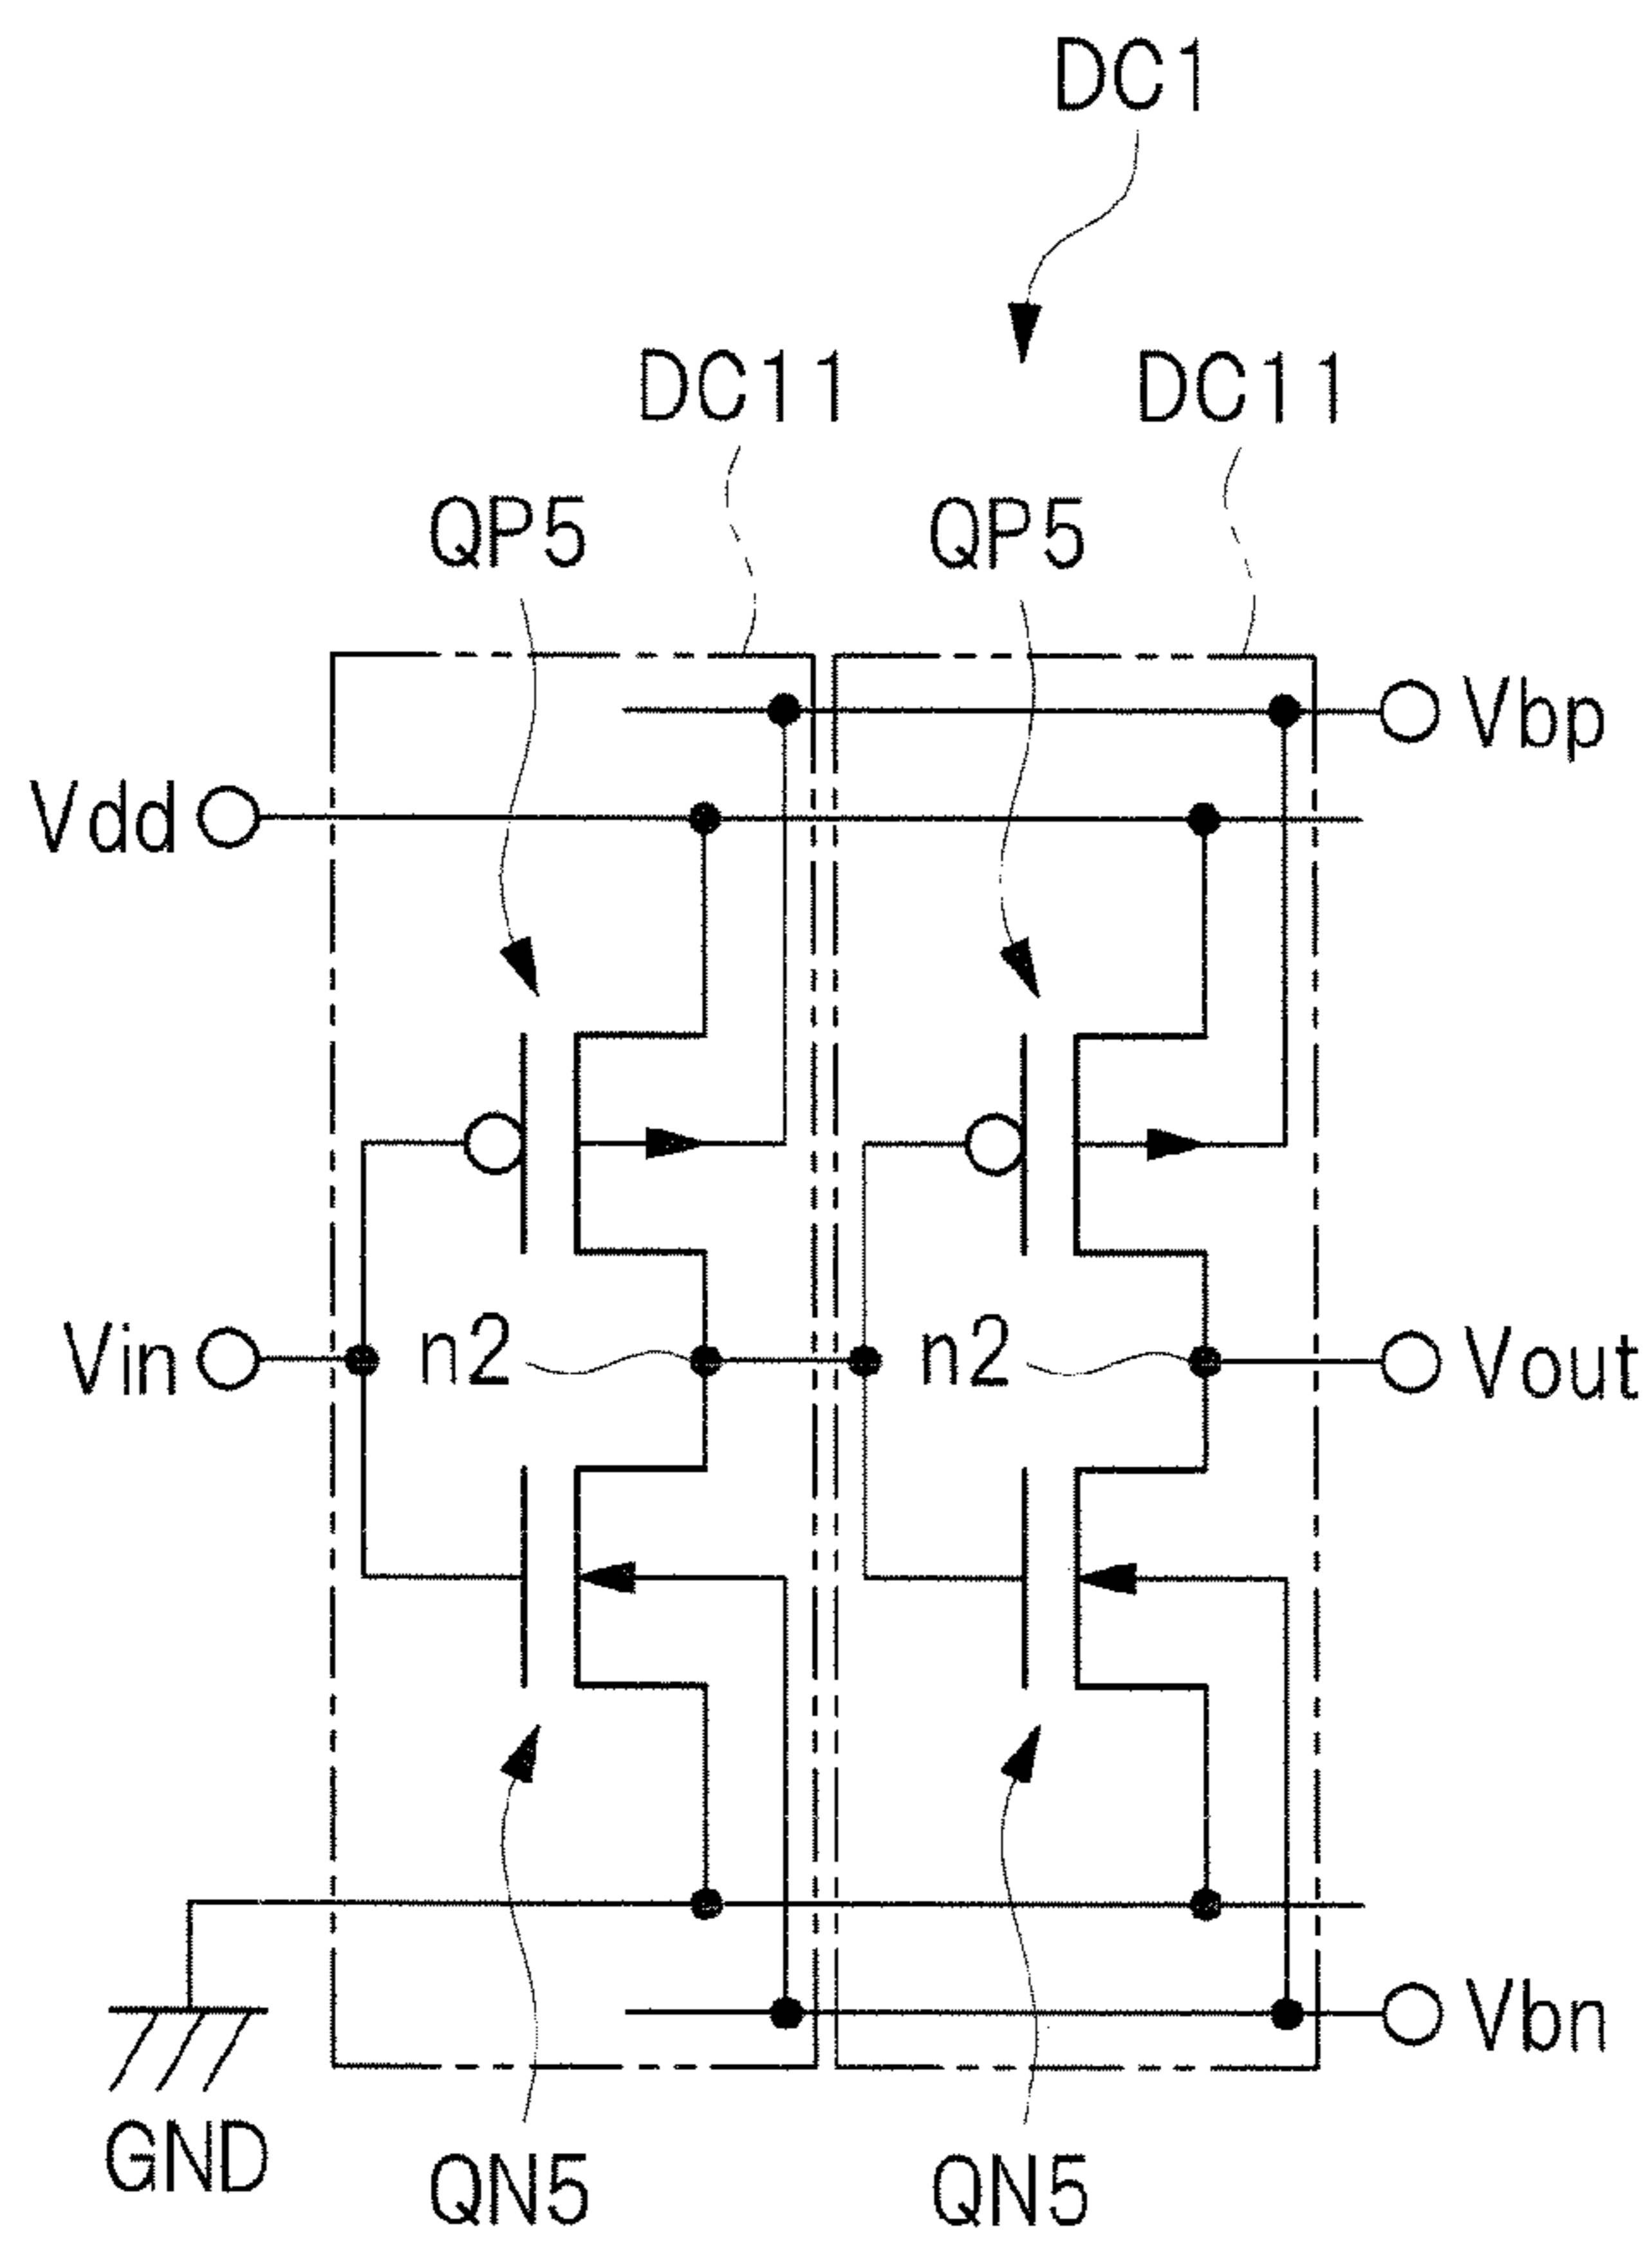 DC1
DC11 DC11
QP5 QP5
Vbp
Vdd
Vin n2 n2 Vout
Vbn
GND
QN5 QN5